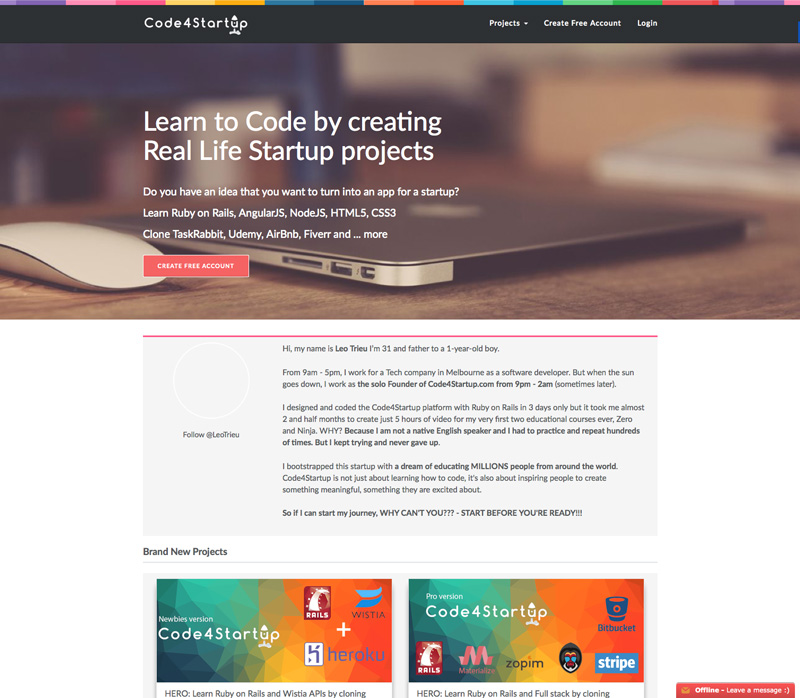 Code4Startup
Projects
Create Free Account
Login
Learn to Code by creating
Real Life Startup projects
Do you have an idea that you want to turn into an app for a startup?
Learn Ruby on Rails, AngularJS, NodeJS, HTML5, CSS3
Clone TaskRabbit, Udemy, AirBnb, Fiverr and ... more
CREATE FREE ACCOUNT
Follow @LeoTrieu
Hi, my name is Leo Trieu I'm 31 and father to a 1-year-old boy.
From 9am - 5pm, I work for a Tech company in Melbourne as a software developer. But when the sun
goes down, I work as the solo Founder of Code4Startup.com from 9pm - 2am (sometimes later).
I designed and coded the Code4Startup platform with Ruby on Rails in 3 days only but it took me almost
2 and half months to create just 5 hours of video for my very first two educational courses ever, Zero
and Ninja. WHY? Because I am not a native English speaker and I had to practice and repeat hundreds
of times. But I kept trying and never gave up.
I bootstrapped this startup with a dream of educating MILLIONS people from around the world.
Code4Startup is not just about learning how to code, it's also about inspiring people to create
something meaningful, something they are excited about.
So if I can start my journey, WHY CAN'T YOU??? - START BEFORE YOU'RE READY!!!
Brand New Projects
Newbies version
Code4Startup
RAILS
WISTIA
+
heroku
Pro version
Code4Startup
Bitbucket
RAILS
Materialize
zopim
stripe
HERO: Learn Ruby on Rails and Wistia APIs by cloning
HERO: Learn Ruby on Rails and Full stack by cloning
Offline - Leave a message :)